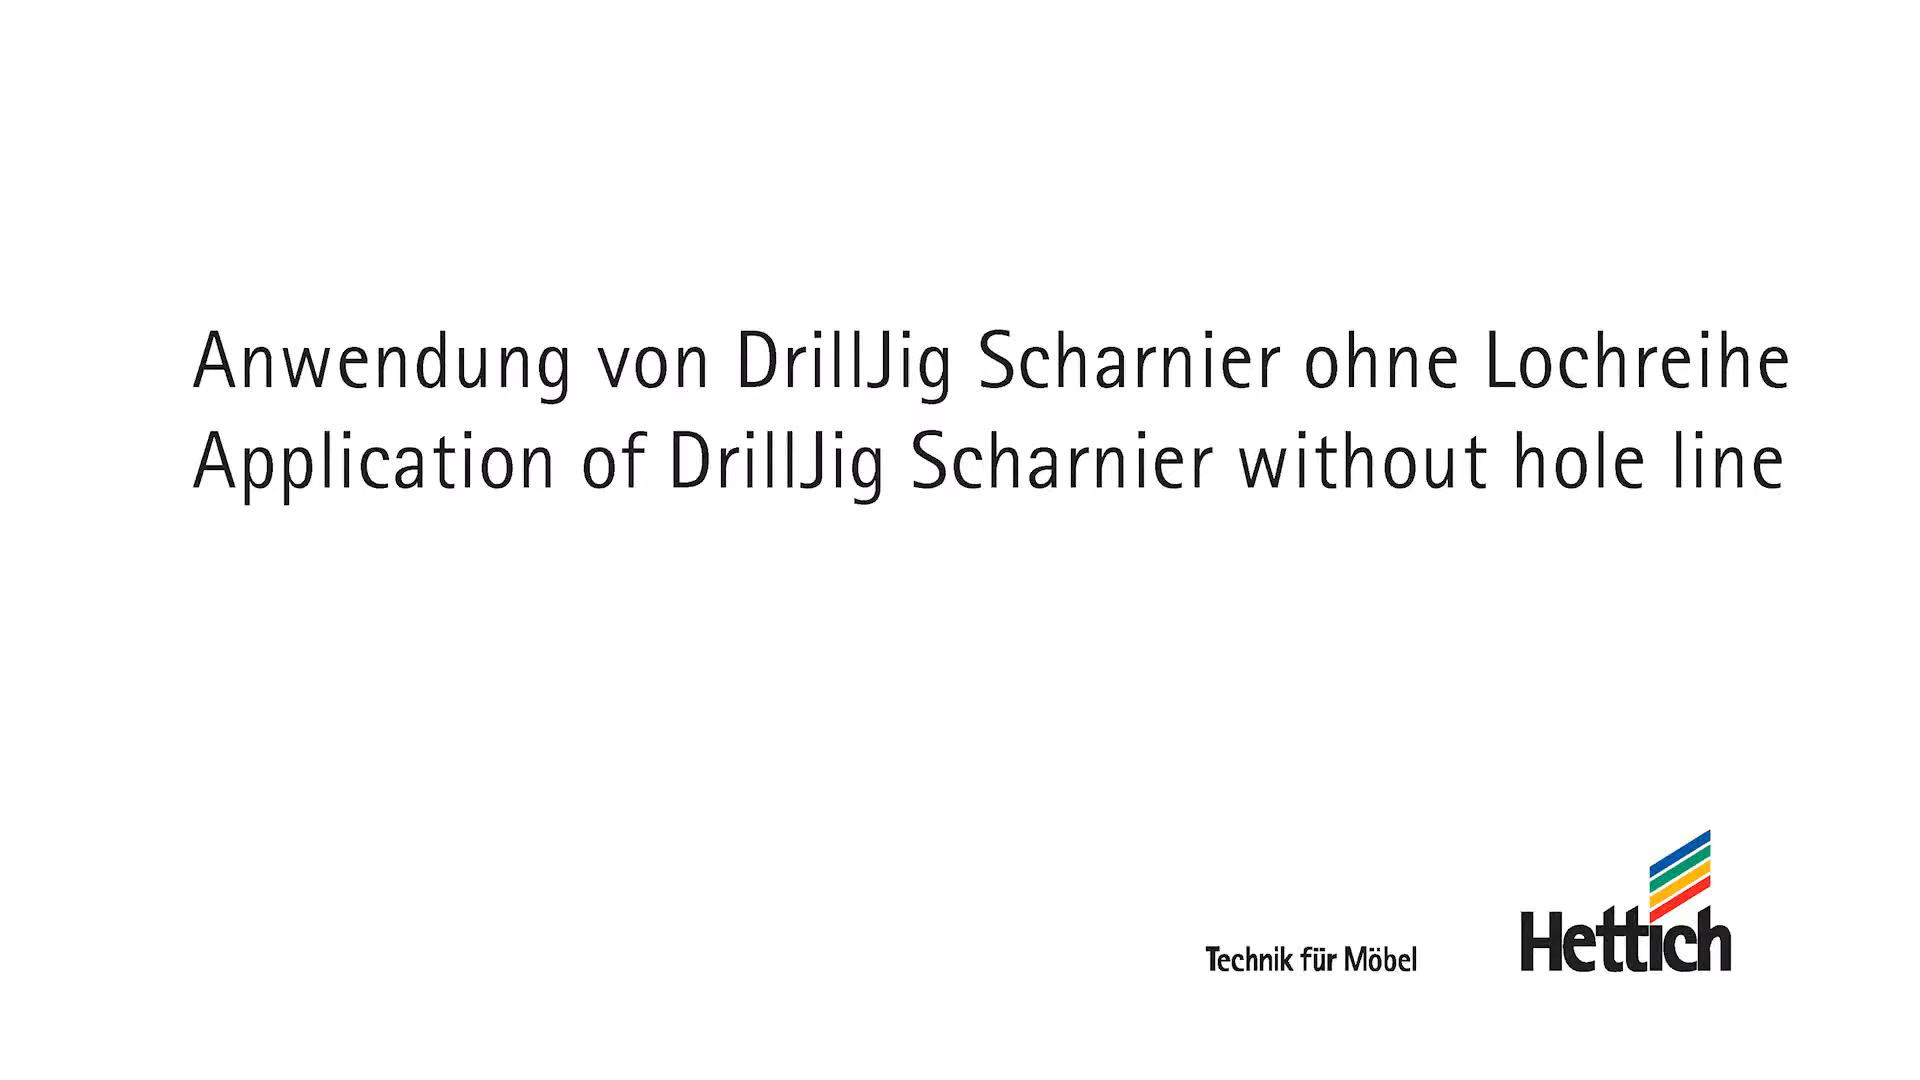 Anwendung von DrillJig Scharnier ohne Lochreihe
Application of DrillJig Scharnier without hole line
Technik für Möbel
Hettich